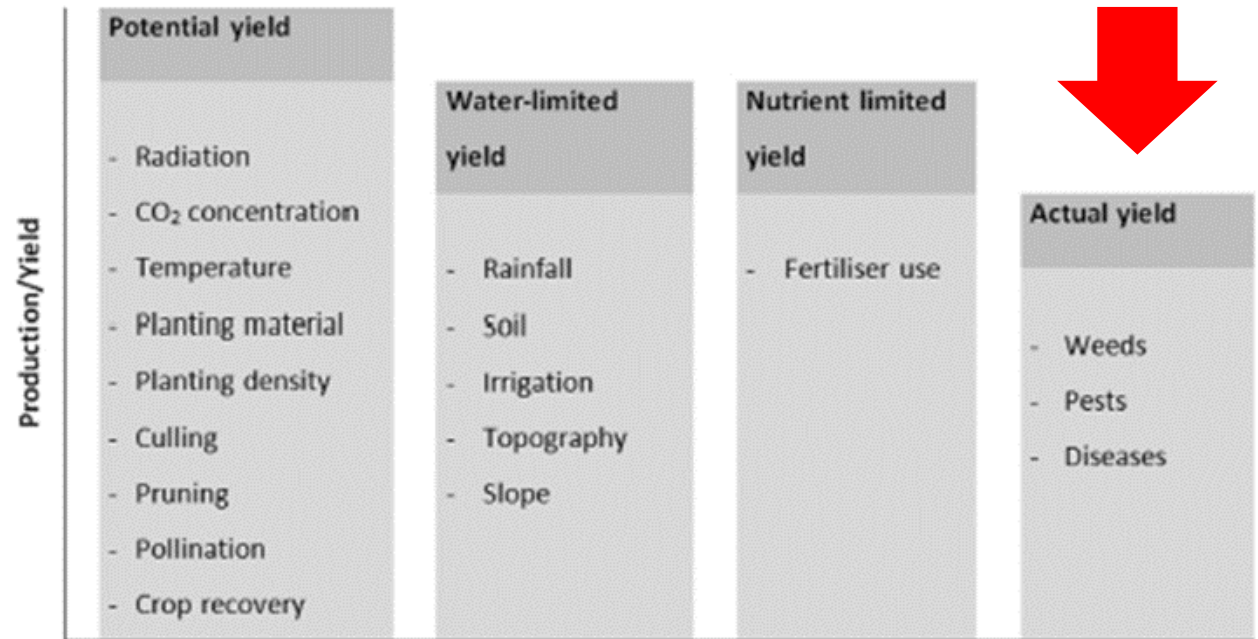 Production/Yield
Potential yield
- Radiation
- CO₂ concentration
- Temperature
- Planting material
- Planting density
- Culling
- Pruning
- Pollination
- Crop recovery
Water-limited
yield
- Rainfall
- Soil
- Irrigation
- Topography
- Slope
Nutrient limited
yield
- Fertiliser use
Actual yield
- Weeds
- Pests
- Diseases